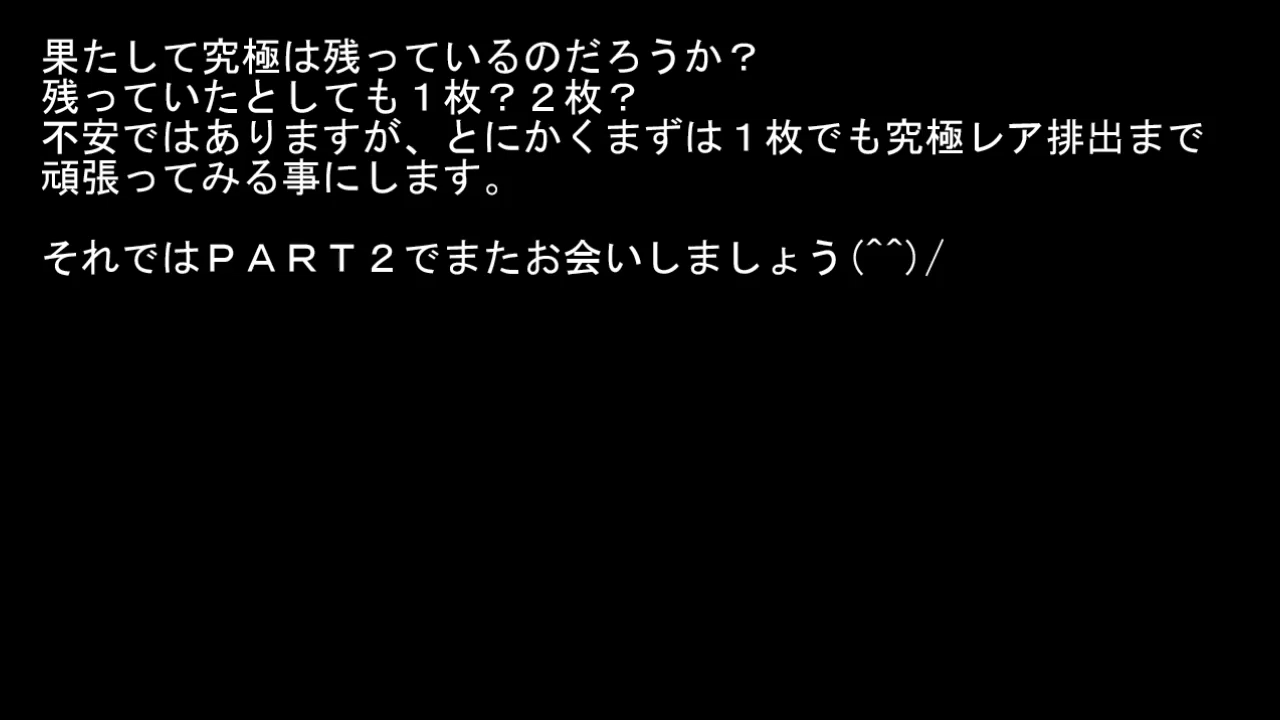 果たして究極は残っているのだろうか？
残っていたとしても１枚？２枚？
不安ではありますが、とにかくまずは１枚でも究極レア排出まで
頑張ってみる事にします。
それではＰＡＲＴ２でまたお会いしましょう(^^)/